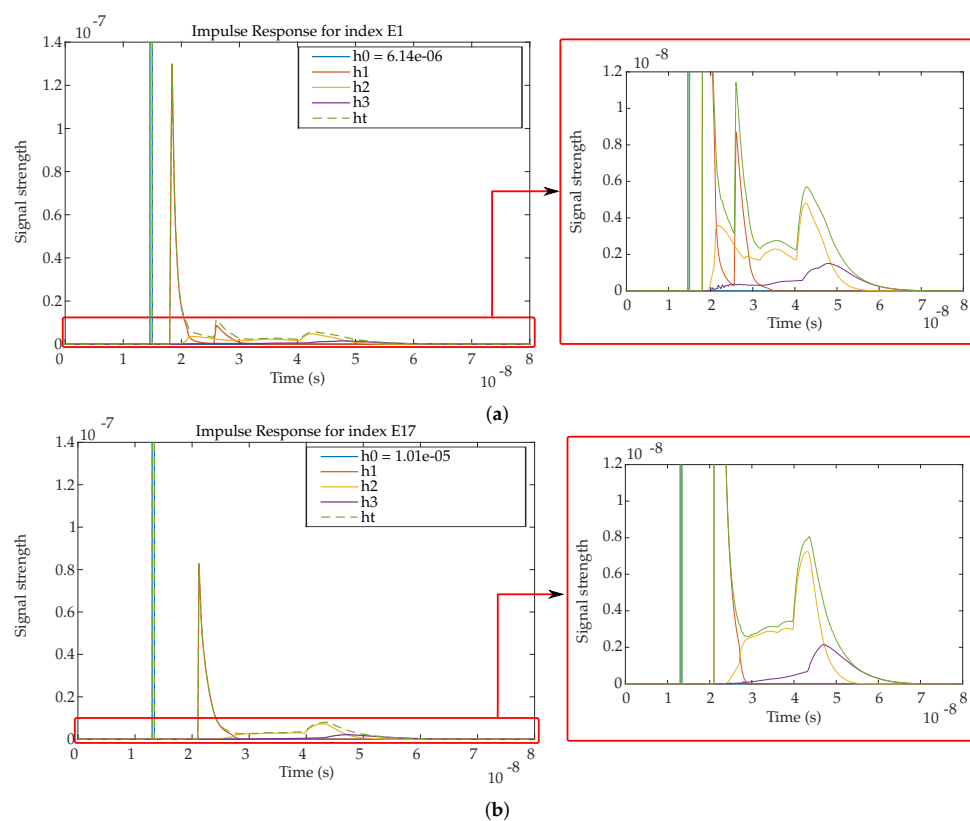 Impulse Response for index E1
10 -7
h0 = 6.14e-06
h1
h2
h3
ht
1.4
1.2
1
0.8
0.6
0.4
0.2
0
Signal strength
0 1 2 3 4 5 6 7 8
Time (s)
10 -8
10 -8
1.2
1
0.8
0.6
0.4
0.2
0
Signal strength
0 1 2 3 4 5 6 7 8
Time (s)
10 -8
(a)
Impulse Response for index E17
10 -7
h0 = 1.01e-05
h1
h2
h3
ht
1.4
1.2
1
0.8
0.6
0.4
0.2
0
Signal strength
0 1 2 3 4 5 6 7 8
Time (s)
10 -8
10 -8
1.2
1
0.8
0.6
0.4
0.2
0
Signal strength
0 1 2 3 4 5 6 7 8
Time (s)
10 -8
(b)